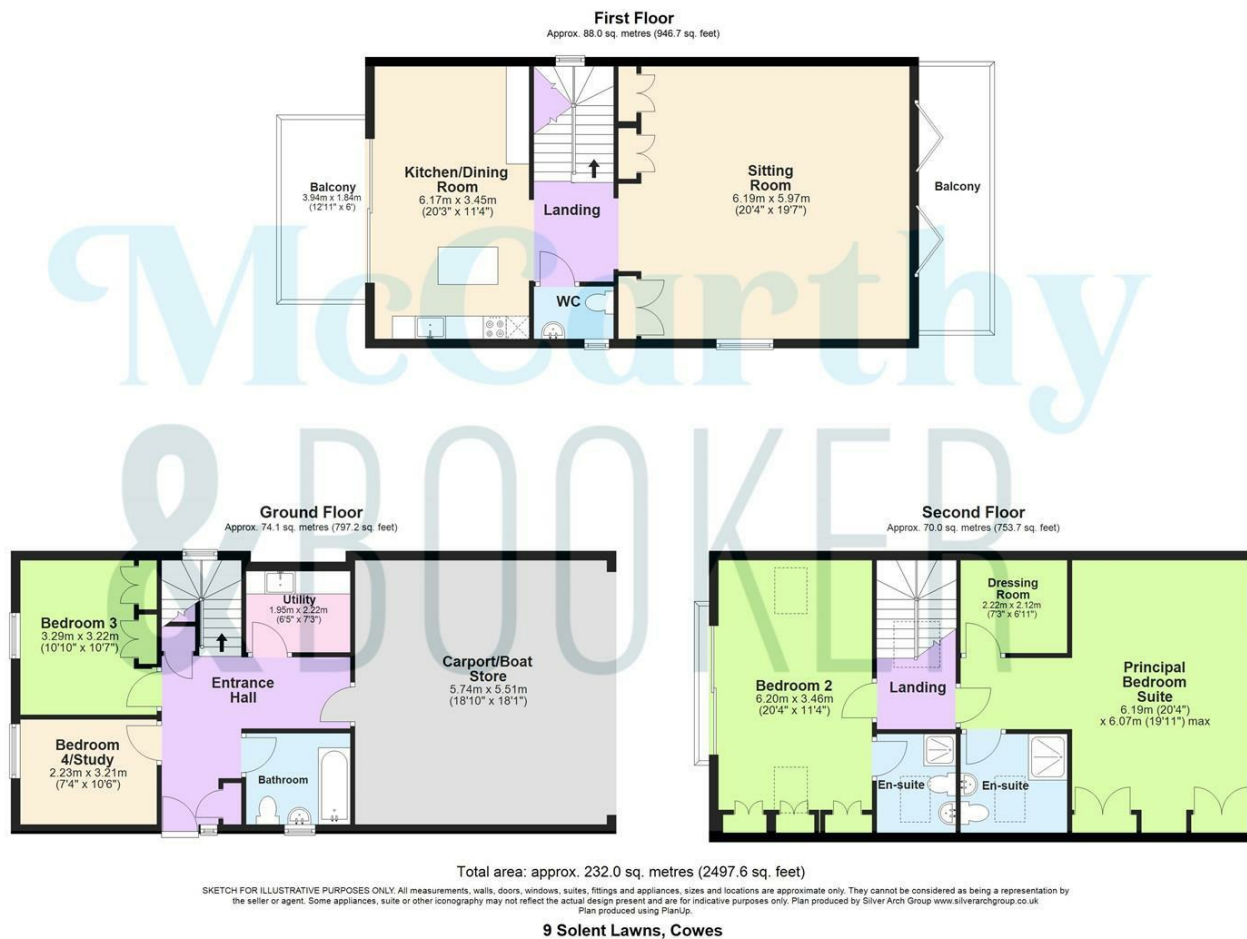 First Floor
Approx. 88.0 sq. metres (946.7 sq. feet)
Balcony
3.94m x 1.84m
(12'11" x 6')
Kitchen/Dining
Room
6.17m x 3.45m
(20'3" x 11'4")
Landing
WC
Sitting
Room
6.19m x 5.97m
(20'4" x 19'7")
Balcony
McCarthy
& BOOKER
Ground Floor
Approx. 74.1 sq. metres (797.2 sq. feet)
Bedroom 3
3.29m x 3.22m
(10'10" x 10'7")
Utility
1.95m x 2.22m
(6'5" x 7'3")
Entrance
Hall
Carport/Boat
Store
5.74m x 5.51m
(18'10" x 18'1")
Bedroom
4/Study
2.23m x 3.21m
(7'4" x 10'6")
Bathroom
Second Floor
Approx. 70.0 sq. metres (753.7 sq. feet)
Bedroom 2
6.20m x 3.46m
(20'4" x 11'4")
Landing
Dressing
Room
2.22m x 2.12m
(7'3" x 6'11")
Principal
Bedroom
Suite
6.19m (20'4")
x 6.07m (19'11") max
En-suite
En-suite
Total area: approx. 232.0 sq. metres (2497.6 sq. feet)
SKETCH FOR ILLUSTRATIVE PURPOSES ONLY. All measurements, walls, doors, windows, suites, fittings and appliances, sizes and locations are approximate only. They cannot be considered as being a representation by
the seller or agent. Some appliances, suite or other iconography may not reflect the actual design present and are for indicative purposes only. Plan produced by Silver Arch Group www.silverarchgroup.co.uk
Plan produced using PlanUp.
9 Solent Lawns, Cowes